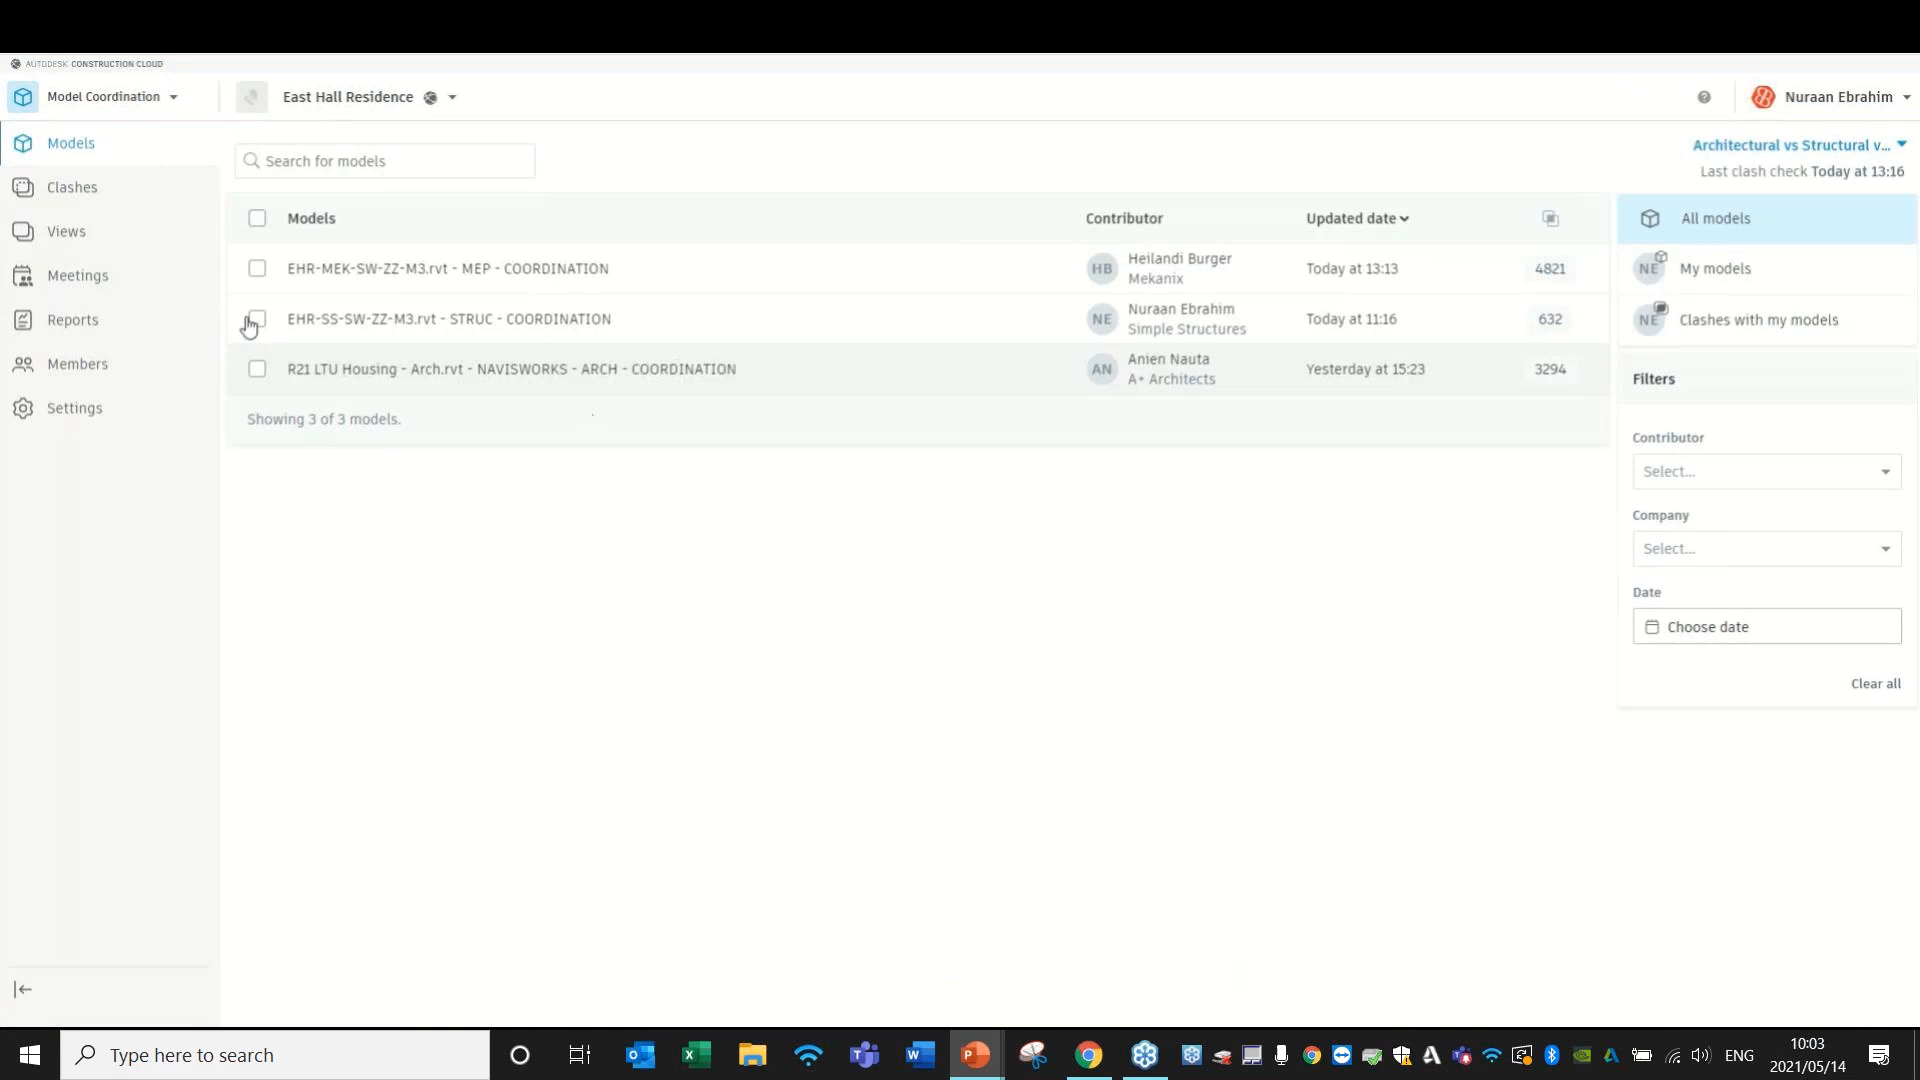 AUTODESK CONSTRUCTION CLOUD
Model Coordination
East Hall Residence
Nuraan Ebrahim
Models
Clashes
Views
Meetings
Reports
Members
Settings
Search for models
Architectural vs Structural v...
Last clash check Today at 13:16
Models Contributor Updated date
EHR-MEK-SW-ZZ-M3.rvt - MEP - COORDINATION HB Heilandi Burger Today at 13:13 4821
Mekanix
EHR-SS-SW-ZZ-M3.rvt - STRUC - COORDINATION NE Nuraan Ebrahim Today at 11:16 632
Simple Structures
R21 LTU Housing - Arch.rvt - NAVISWORKS - ARCH - COORDINATION AN Anien Nauta Yesterday at 15:23 3294
A+ Architects
Showing 3 of 3 models.
All models
NE My models
NE Clashes with my models
Filters
Contributor
Select...
Company
Select...
Date
Choose date
Clear all
Type here to search
ENG
10:03
2021/05/14